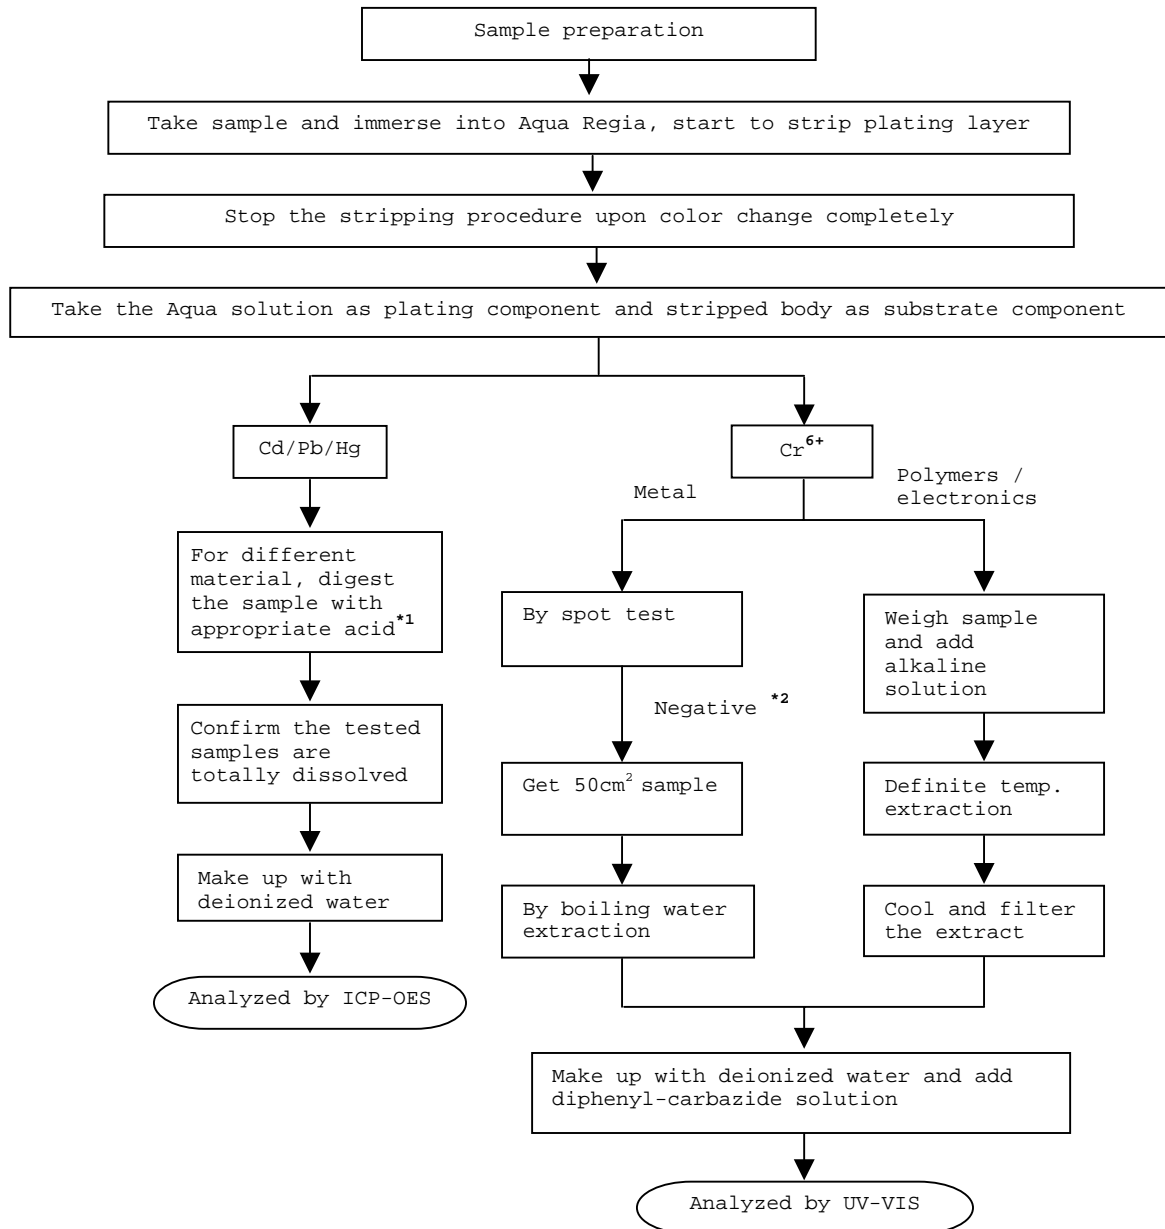 Sample preparation
Take sample and immerse into Aqua Regia, start to strip plating layer
Stop the stripping procedure upon color change completely
Take the Aqua solution as plating component and stripped body as substrate component
Cd/Pb/Hg
For different
material, digest
the sample with
appropriate acid*1
Confirm the tested
samples are
totally dissolved
Make up with
deionized water
Analyzed by ICP-OES
Cr6+
Metal
By spot test
Negative *2
Get 50cm2 sample
By boiling water
extraction
Polymers /
electronics
Weigh sample
and add
alkaline
solution
Definite temp.
extraction
Cool and filter
the extract
Make up with deionized water and add
diphenyl-carbazide solution
Analyzed by UV-VIS